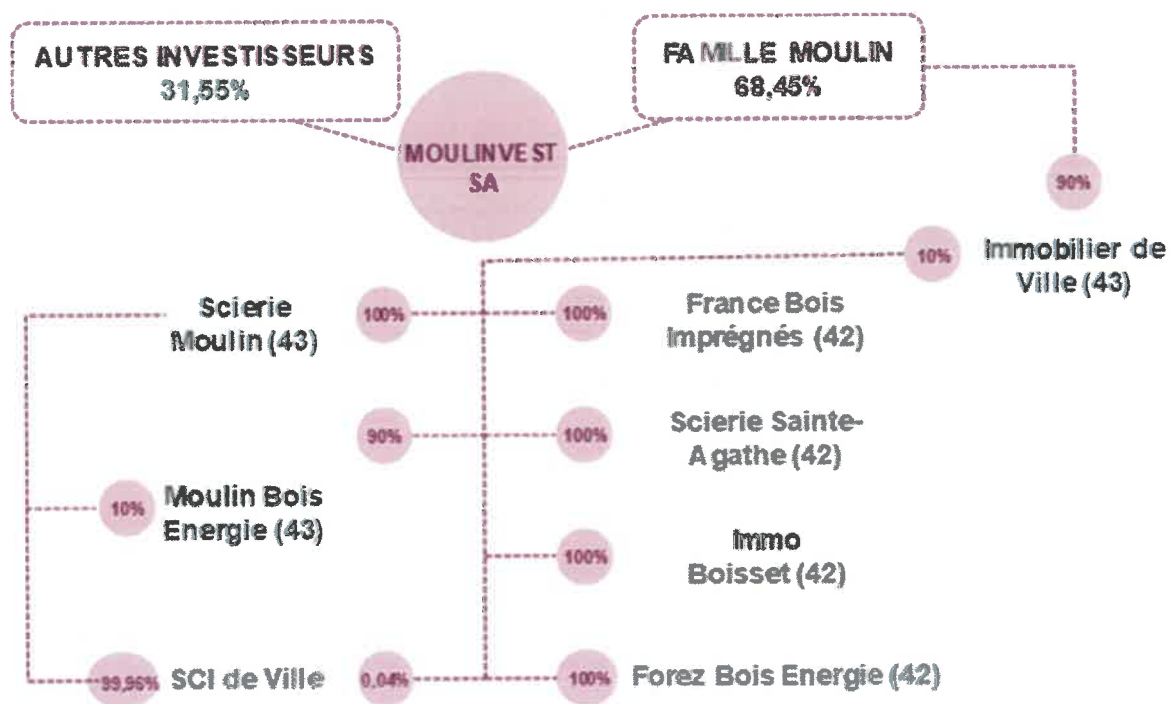 AUTRES INVESTISSEURS
31,55%
FAMILLE MOULIN
68,45%
MOULINVEST
SA
90%
10%
Immobilier de
Ville (43)
Scierie
Moulin (43)
100%
100%
France Bois
Imprégnés (42)
90%
100%
Scierie Sainte-
Agathe (42)
10%
Moulin Bois
Energie (43)
100%
Immo
Boisset (42)
99,96%
SCI de Ville
0,04%
100%
Forez Bois Energie (42)